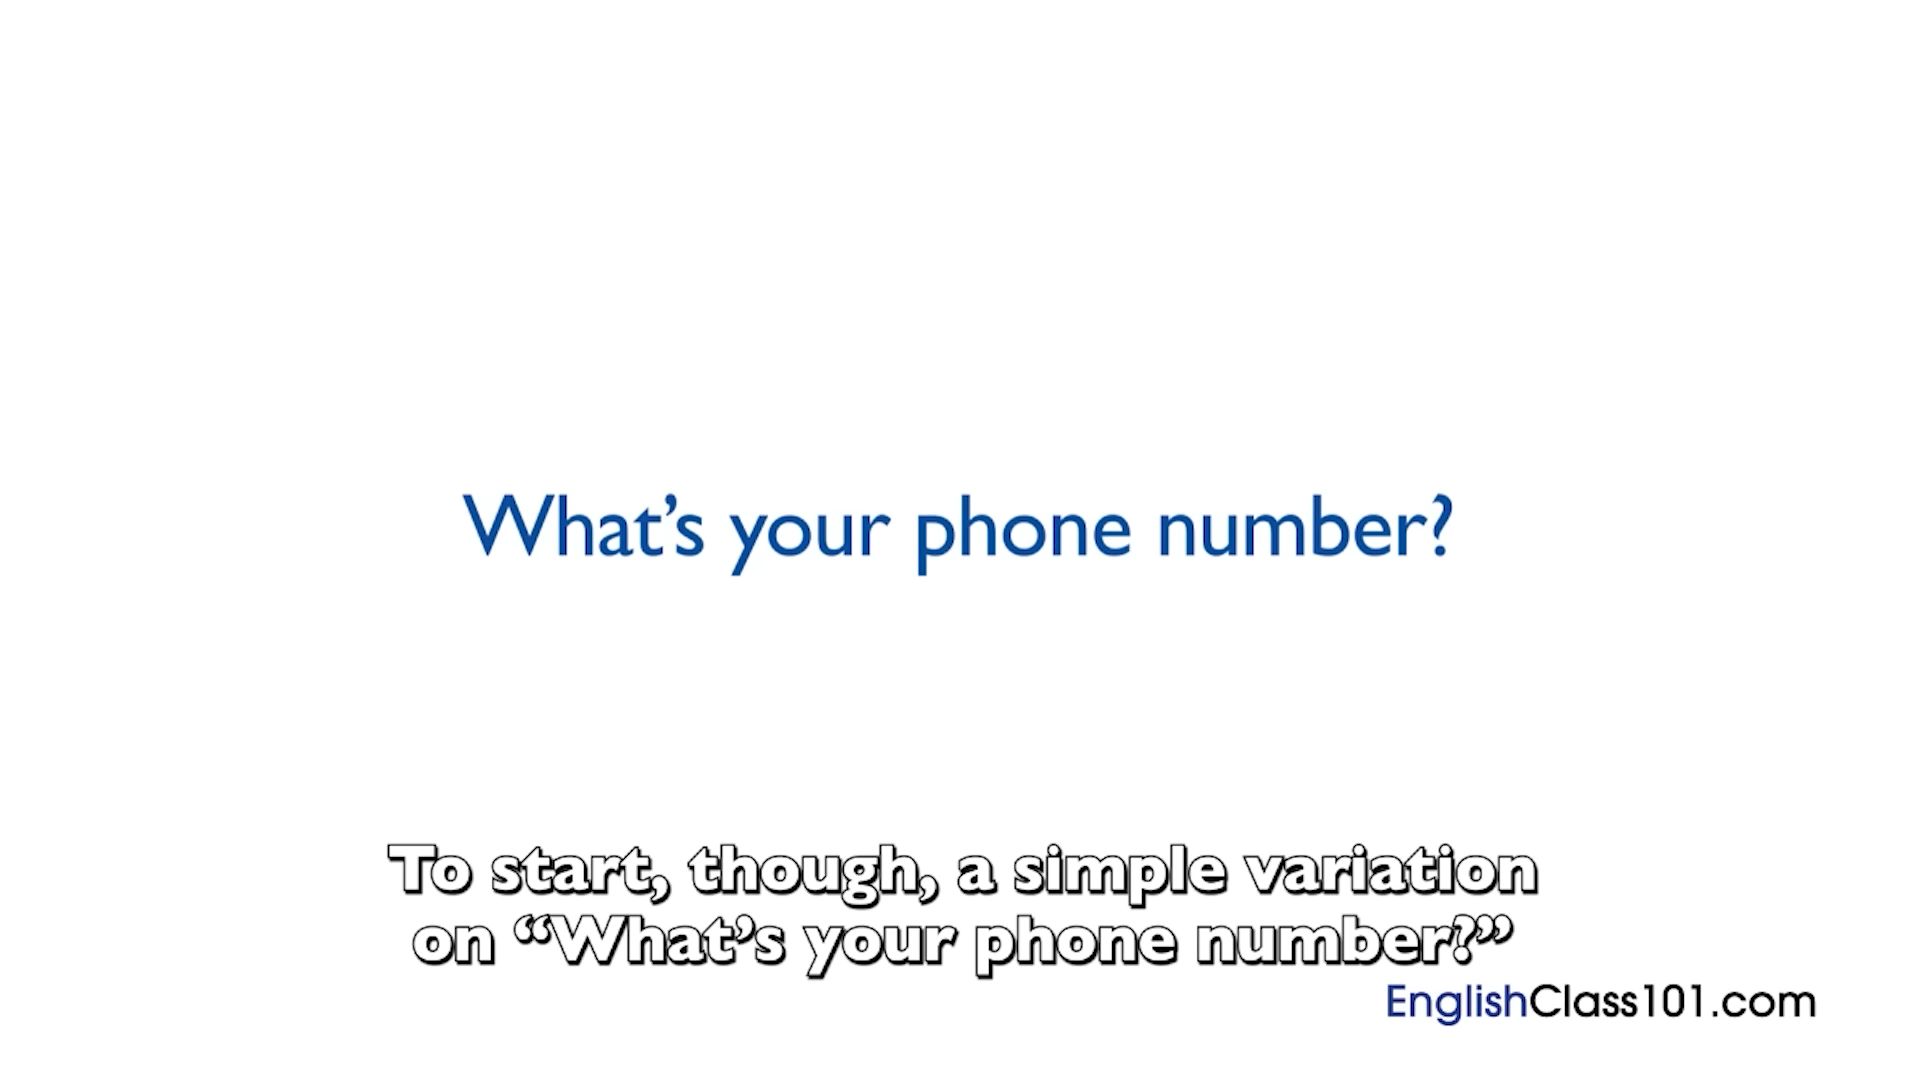 What’s your phone number?
To start, though, a simple variation
on “What’s your phone number?”
EnglishClass101.com